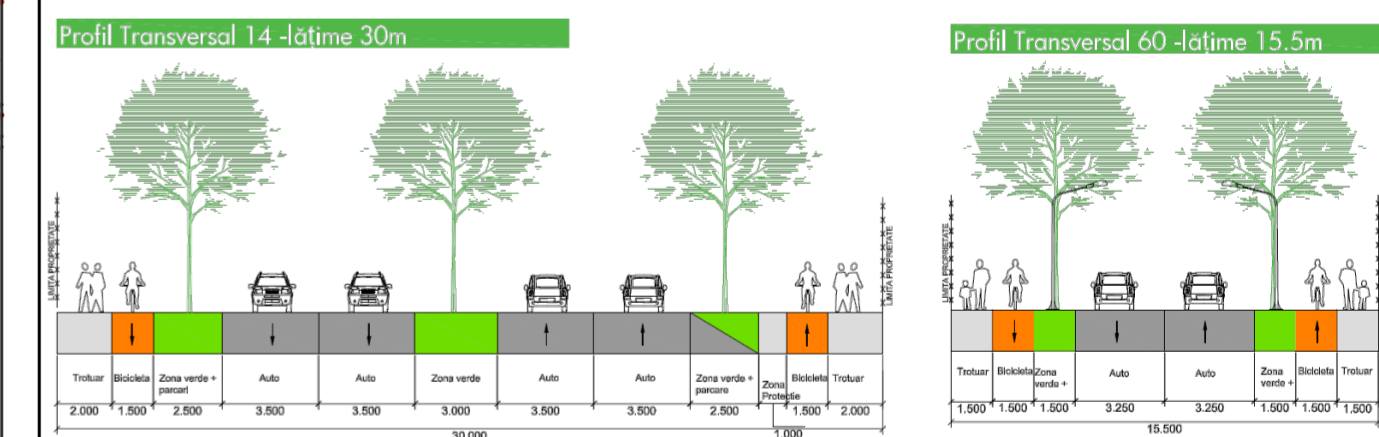 Profil Transversal 14 -lățime 30m
LIMITA PROPRIETATE
LIMITA PROPRIETATE
Trotuar Bicicleta Zona verde + Auto Auto Zona verde Auto Auto Zona verde + Zona Bicicleta Trotuar
parcari parcare Protectie
2.000 1.500 2.500 3.500 3.500 3.000 3.500 3.500 2.500 1.500 2.000
30.000 1.000
Profil Transversal 60 -lățime 15.5m
LIMITA PROPRIETATE
LIMITA PROPRIETATE
Trotuar Bicicleta Zona Auto Auto Zona Bicicleta Trotuar
verde + verde +
1.500 1.500 1.500 3.250 3.250 1.500 1.500 1.500
15.500